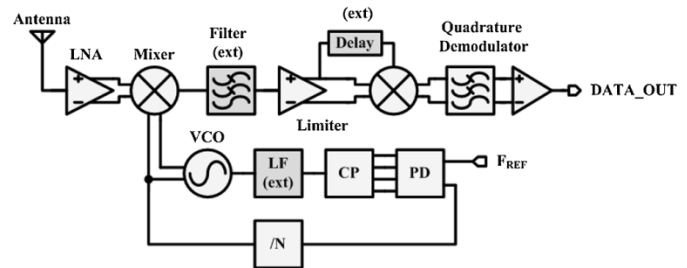 Antenna
LNA
Mixer
Filter
(ext)
(ext)
Delay
Limiter
Quadrature
Demodulator
DATA_OUT
VCO
LF
(ext)
CP
PD
FREF
/N